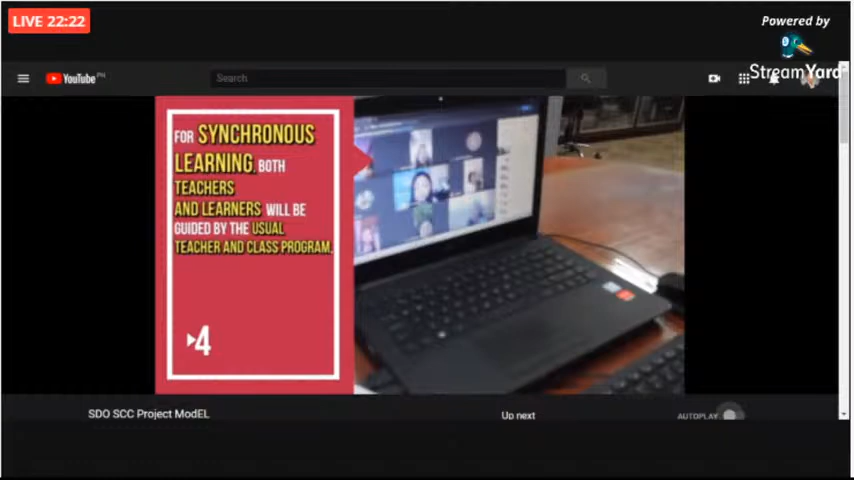 LIVE 22:22
Powered by
StreamYard
YouTube PH
Search
FOR SYNCHRONOUS
LEARNING, BOTH
TEACHERS
AND LEARNERS WILL BE
GUIDED BY THE USUAL
TEACHER AND CLASS PROGRAM.
4
SDO SCC Project ModEL
Up next
AUTOPLAY